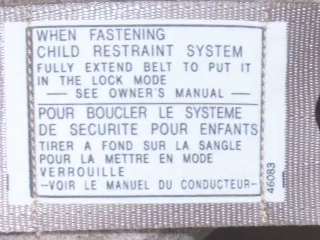 WHEN FASTENING
CHILD RESTRAINT SYSTEM
FULLY EXTEND BELT TO PUT IT
IN THE LOCK MODE
— SEE OWNER'S MANUAL —
POUR BOUCLER LE SYSTEME
DE SECURITE POUR ENFANTS
TIRER A FOND SUR LA SANGLE
POUR LA METTRE EN MODE
VERROUILLE
—VOIR LE MANUEL DU CONDUCTEUR—
46083